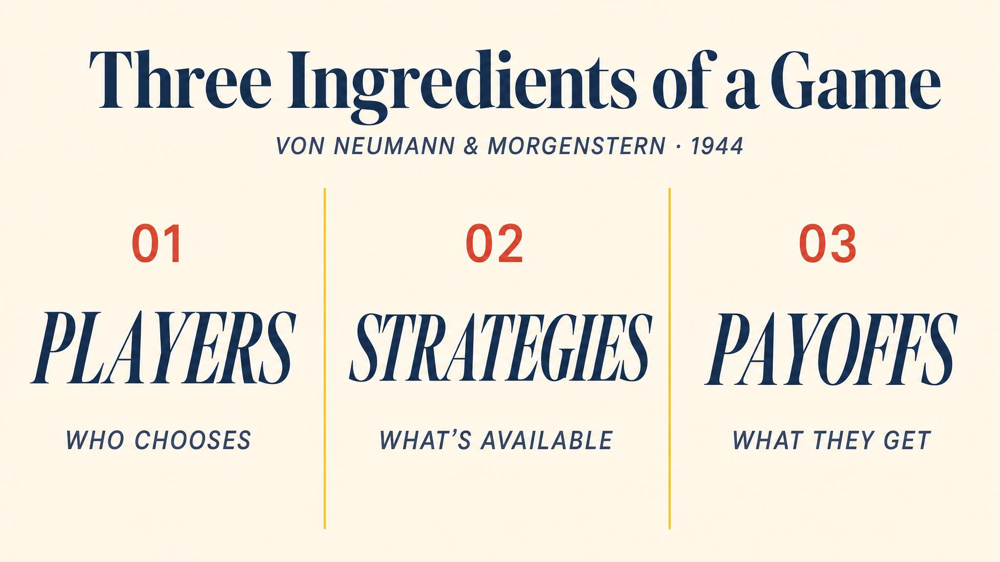 Three Ingredients of a Game
VON NEUMANN & MORGENSTERN · 1944
01
PLAYERS
WHO CHOOSES
02
STRATEGIES
WHAT’S AVAILABLE
03
PAYOFFS
WHAT THEY GET